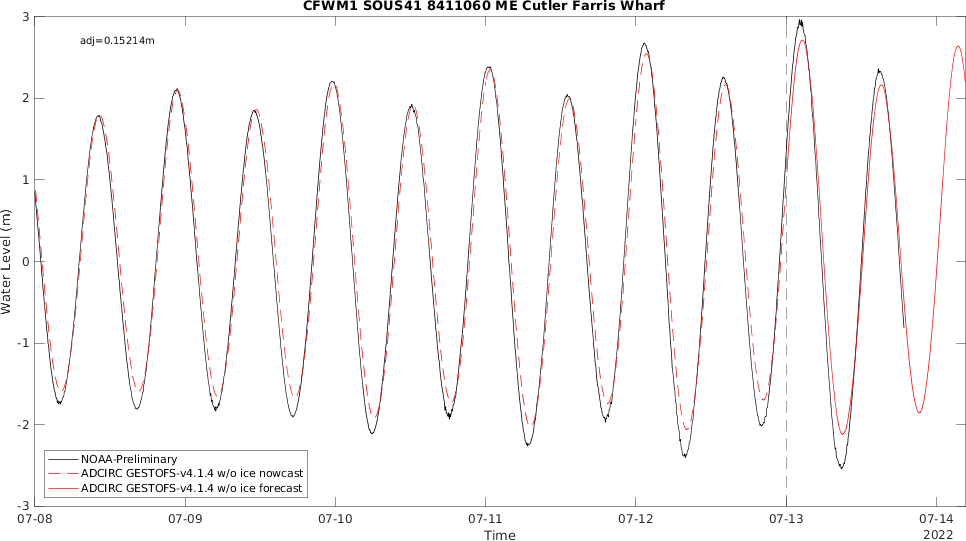 CFWM1 SOUS41 8411060 ME Cutler Farris Wharf
adj=0.15214m
3
2
1
0
-1
-2
-3
Water Level (m)
NOAA-Preliminary
ADCIRC GESTOFS-v4.1.4 w/o ice nowcast
ADCIRC GESTOFS-v4.1.4 w/o ice forecast
07-08 07-09 07-10 07-11 07-12 07-13 07-14
Time
2022